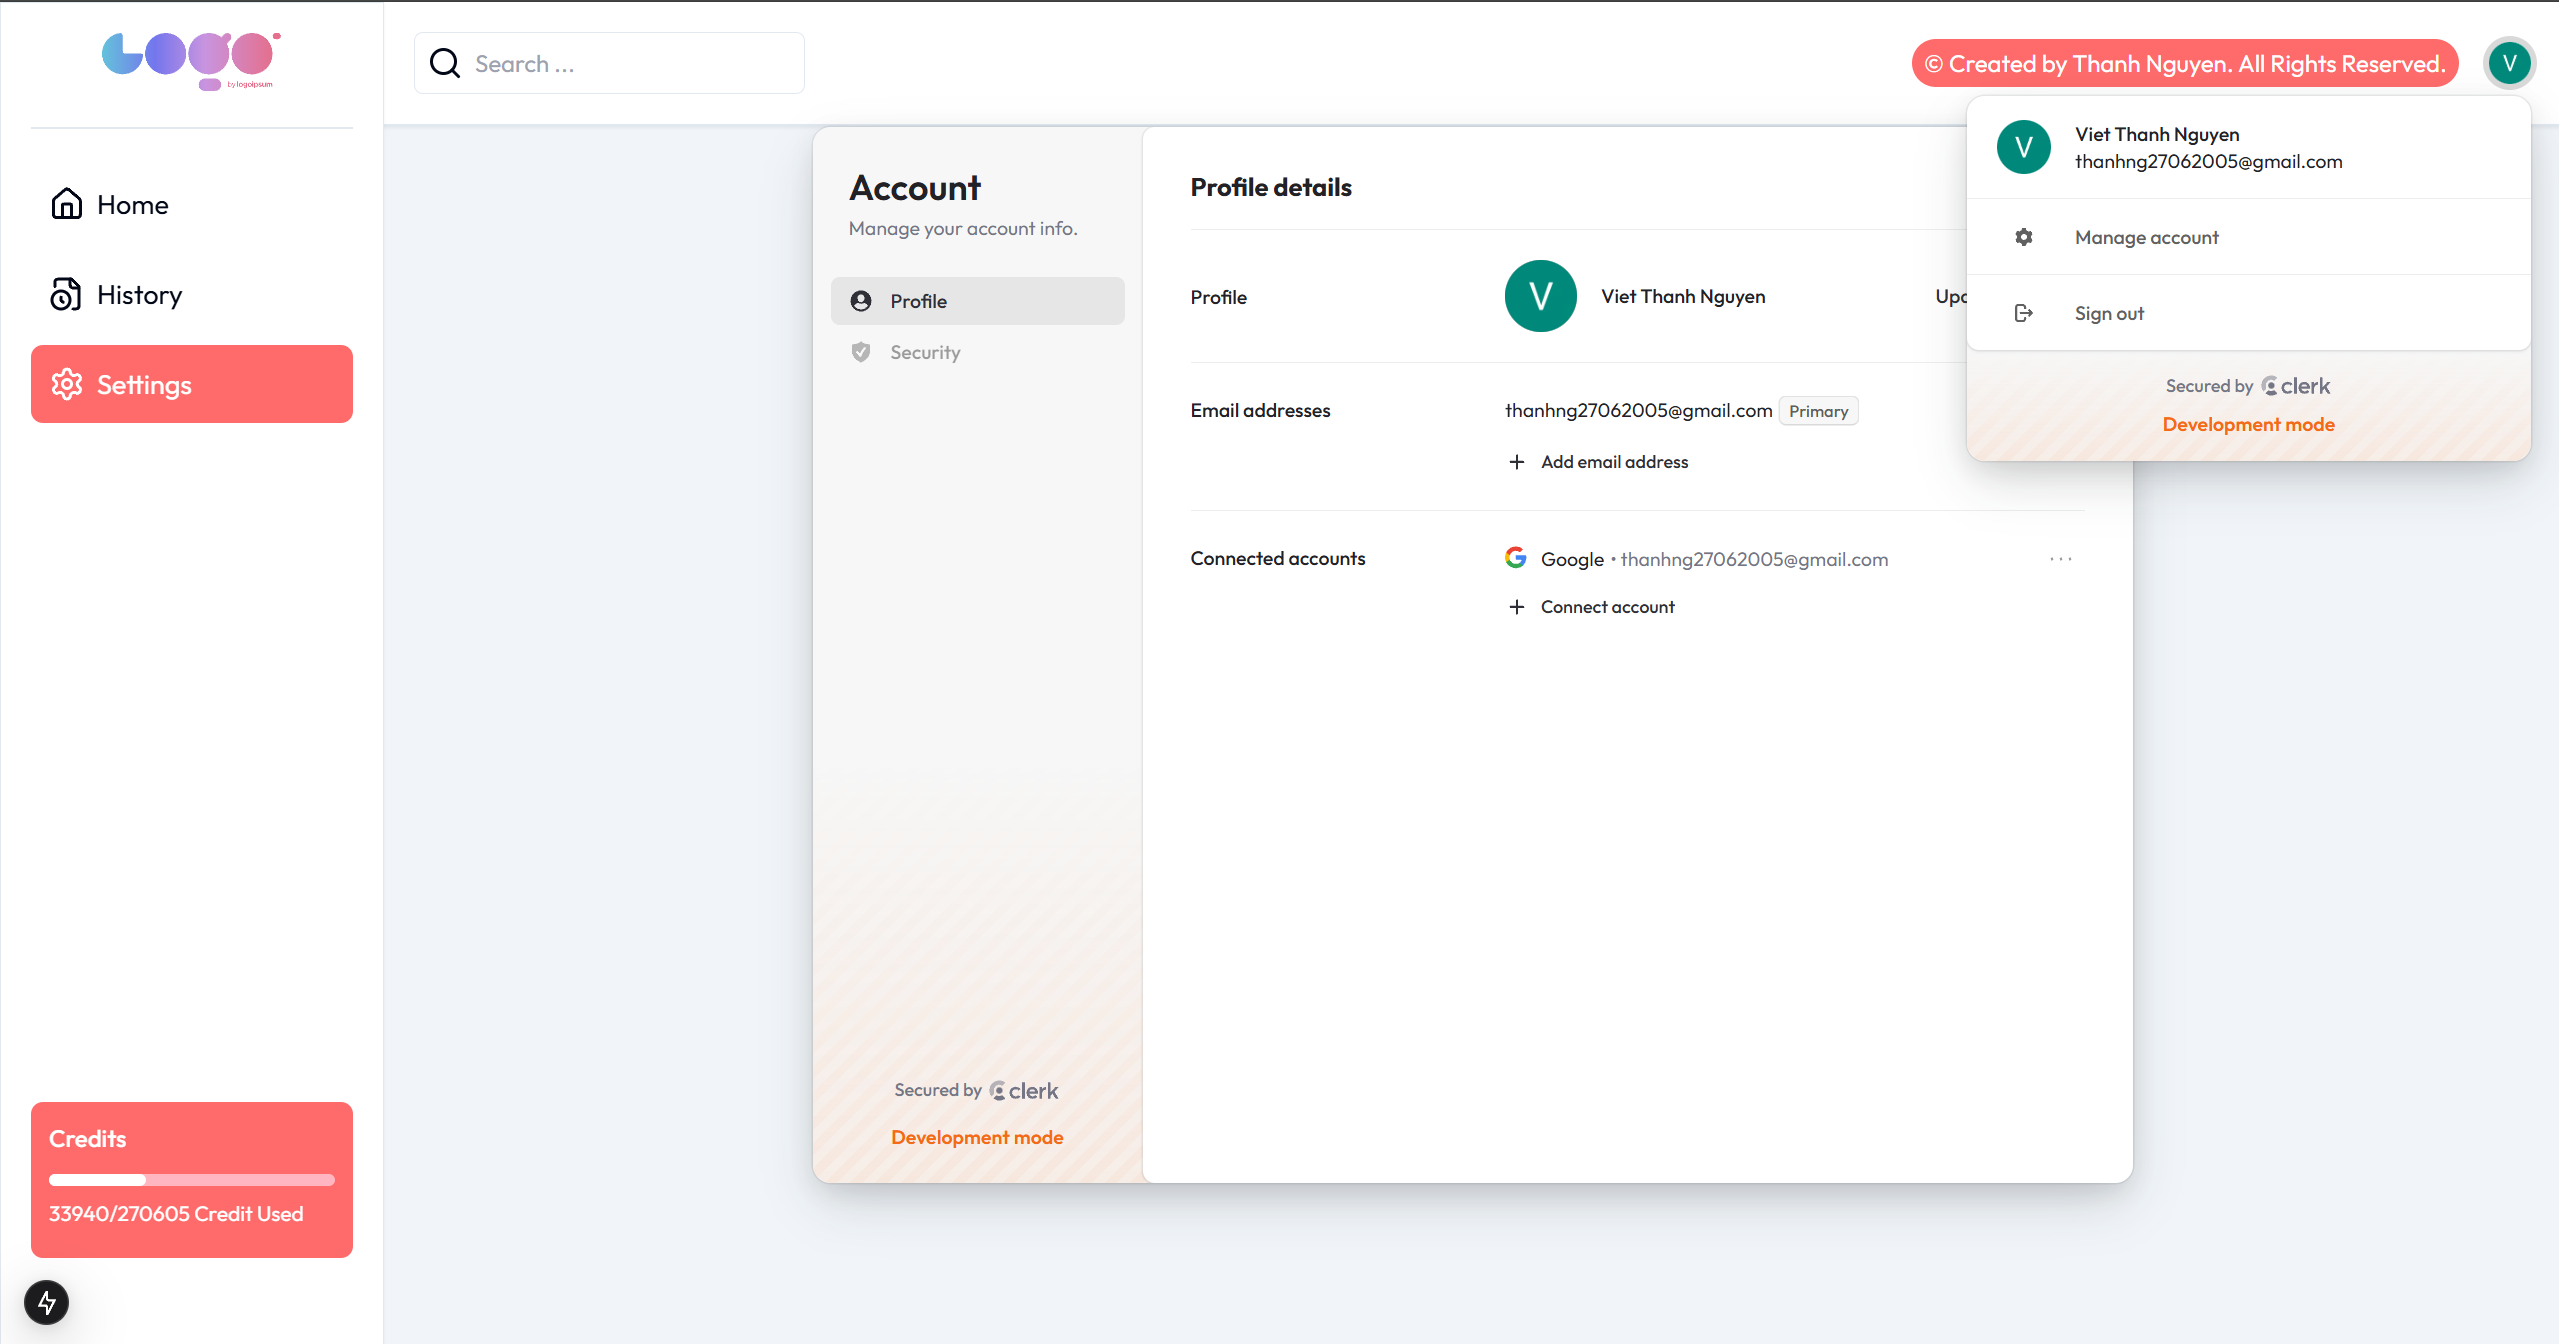 Logo
by logoipsum
Home
History
Settings
Credits
33940/270605 Credit Used
Search ...
© Created by Thanh Nguyen. All Rights Reserved.
V
Account
Manage your account info.
Profile
Security
Secured by clerk
Development mode
Profile details
Profile
V
Viet Thanh Nguyen
Email addresses
thanhng27062005@gmail.com Primary
+ Add email address
Connected accounts
Google • thanhng27062005@gmail.com
...
+ Connect account
V
Viet Thanh Nguyen
thanhng27062005@gmail.com
Manage account
Sign out
Secured by clerk
Development mode